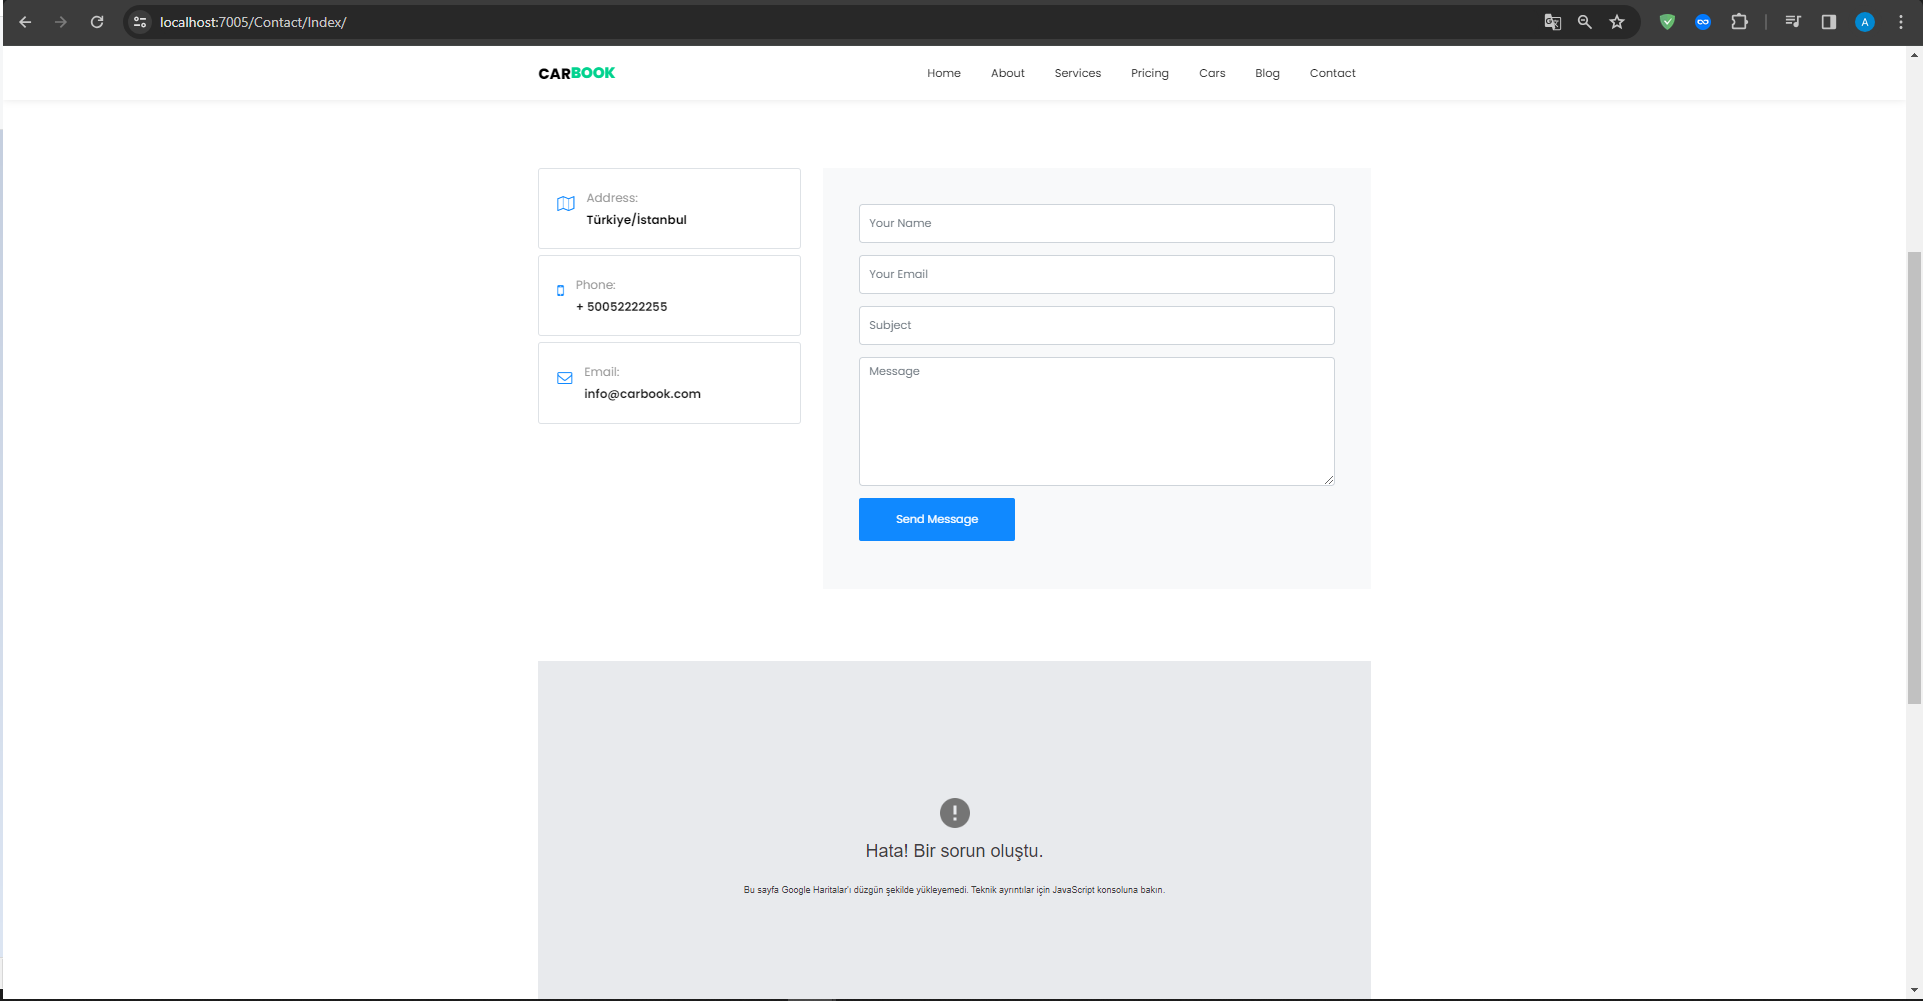 localhost:7005/Contact/Index/
A
CARBOOK
Home About Services Pricing Cars Blog Contact
Address:
Türkiye/İstanbul
Phone:
+ 50052222255
Email:
info@carbook.com
Your Name
Your Email
Subject
Message
Send Message
Hata! Bir sorun oluştu.
Bu sayfa Google Haritalar'ı düzgün şekilde yükleyemedi. Teknik ayrıntılar için JavaScript konsoluna bakın.